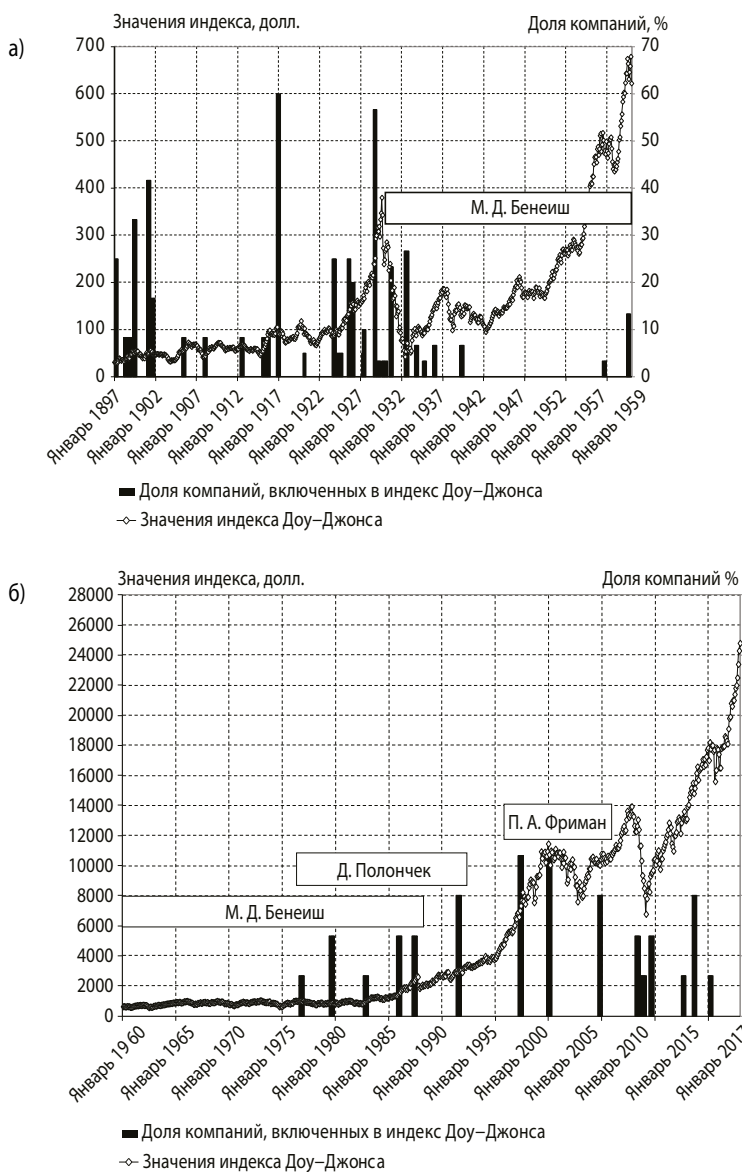 а)
Значения индекса, долл.
Доля компаний, %
700
600
500
400
300
200
100
0
70
60
50
40
30
20
10
0
М. Д. Бенеиш
Январь 1897
Январь 1902
Январь 1907
Январь 1912
Январь 1917
Январь 1922
Январь 1927
Январь 1932
Январь 1937
Январь 1942
Январь 1947
Январь 1952
Январь 1957
Январь 1959
Доля компаний, включенных в индекс Доу–Джонса
Значения индекса Доу–Джонса
б)
Значения индекса, долл.
Доля компаний %
28000
26000
24000
22000
20000
18000
16000
14000
12000
10000
8000
6000
4000
2000
0
П. А. Фриман
Д. Полончек
М. Д. Бенеиш
Январь 19 60
Январь 1965
Январь 1970
Январь 1975
Январь 1980
Январь 1985
Январь 1990
Январь 1995
Январь 2000
Январь 2005
Январь 2010
Январь 2015
Январь 2017
Доля компаний, включенных в индекс Доу–Джонса
Значения индекса Доу–Джонса